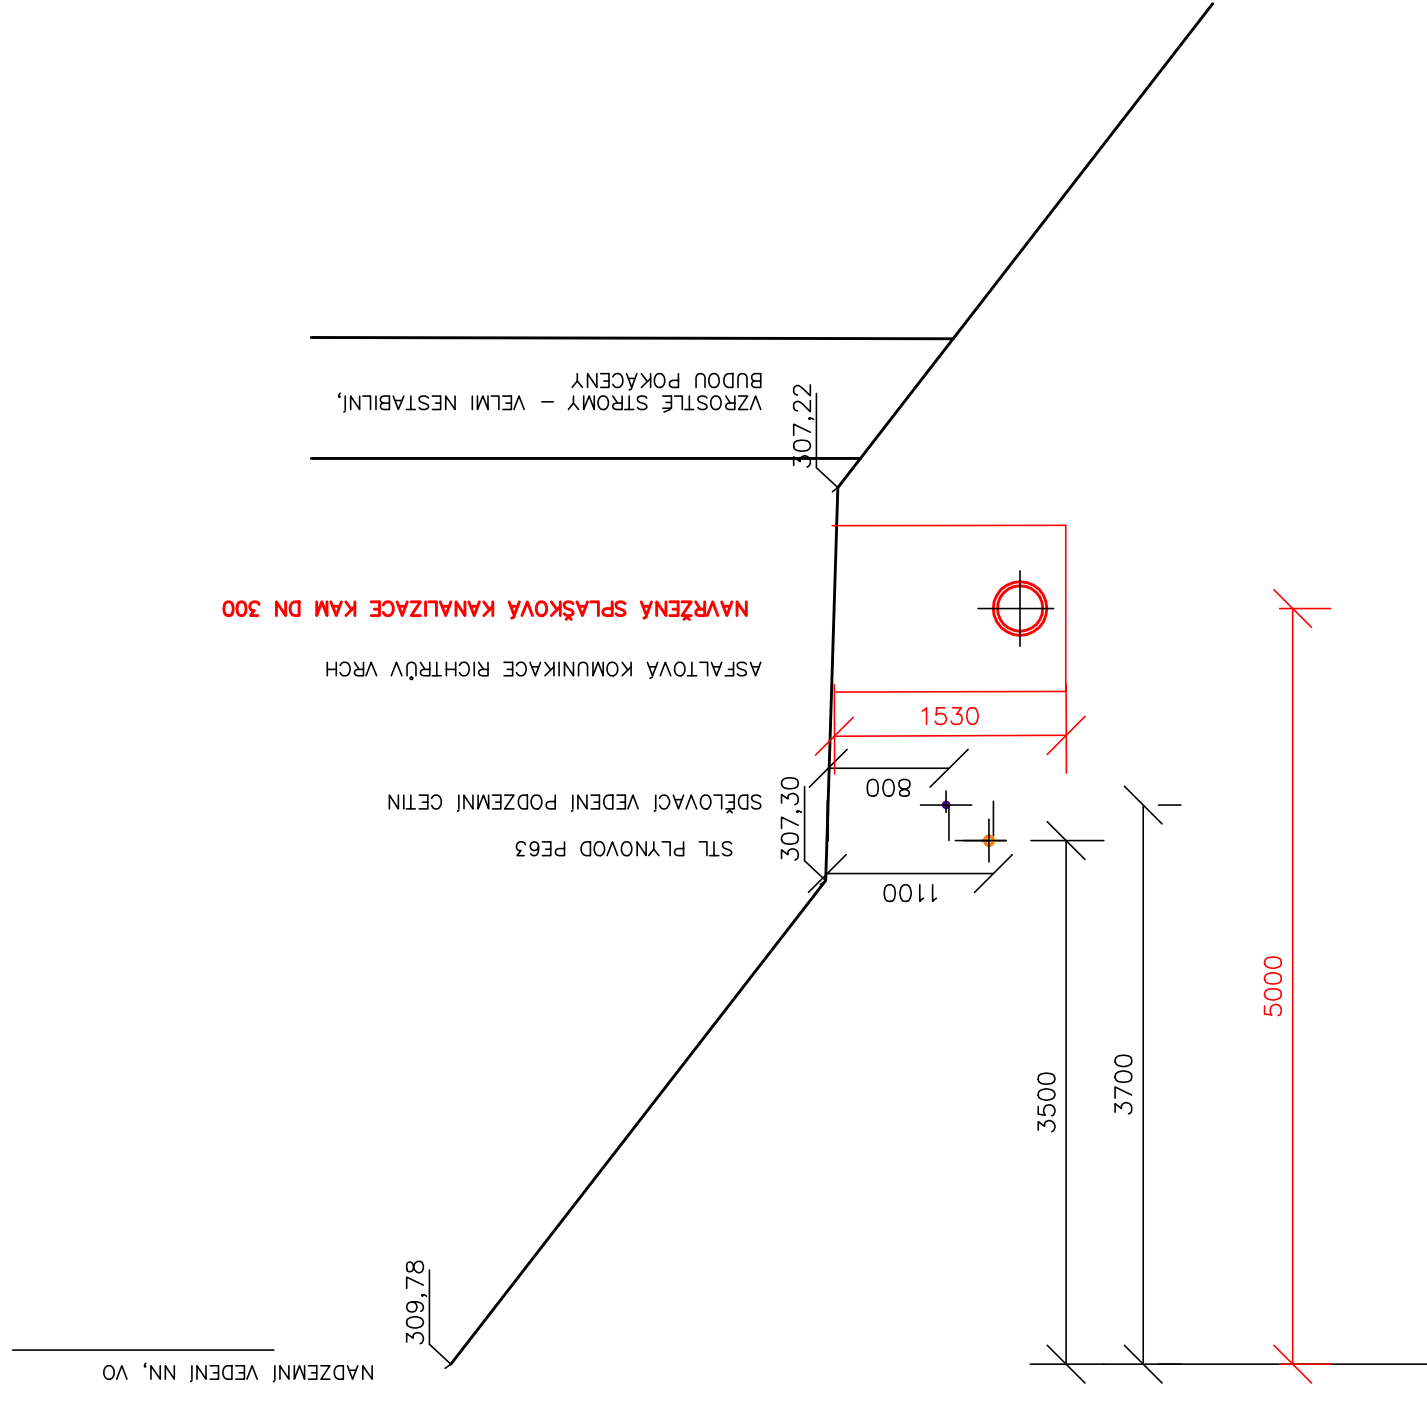 VZROSTLÉ STROMY – VELMI NESTABILNÍ,
BUDOU POKÁCENY
307,22
NAVRŽENÁ SPLAŠKOVÁ KANALIZACE KAM DN 300
ASFALTOVÁ KOMUNIKACE RICHTRŮV VRCH
1530
SDĚLOVACÍ VEDENÍ PODZEMNÍ CETIN
800
307,30
STL PLYNOVOD PE63
1100
5000
3700
3500
309,78
NADZEMNÍ VEDENÍ NN, VO